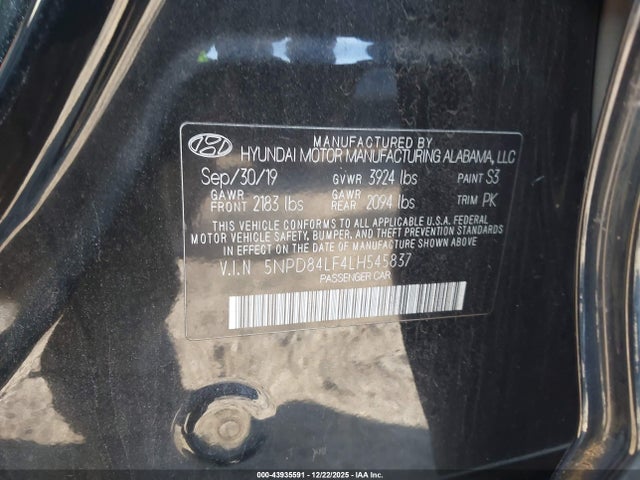 MANUFACTURED BY
HYUNDAI MOTOR MANUFACTURING ALABAMA, LLC
Sep/30/19 GVWR 3924 lbs PAINT S3
GAWR FRONT 2183 lbs GAWR REAR 2094 lbs TRIM PK
THIS VEHICLE CONFORMS TO ALL APPLICABLE U.S.A. FEDERAL
MOTOR VEHICLE SAFETY, BUMPER, AND THEFT PREVENTION STANDARDS
IN EFFECT ON THE DATE OF MANUFACTURE SHOWN ABOVE.
V.I.N 5NPD84LF4LH545837
PASSENGER CAR
000-43935591 - 12/22/2025 - IAA Inc.